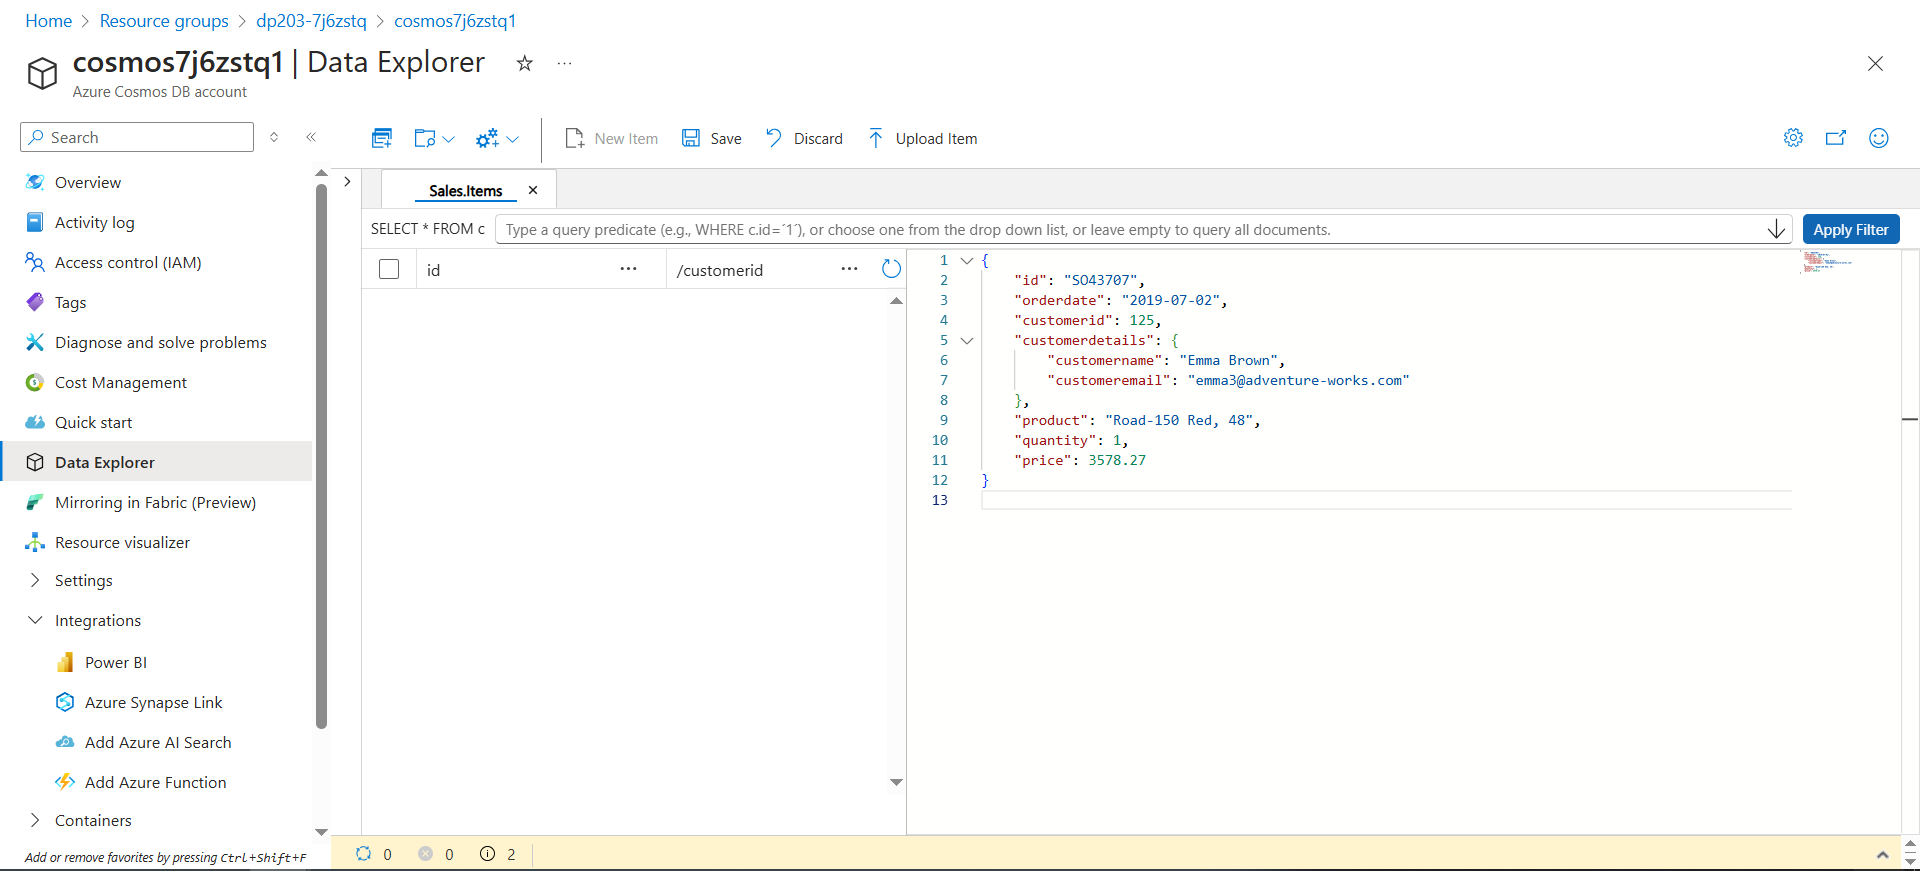 Home > Resource groups > dp203-7j6zstq > cosmos7j6zstq1
cosmos7j6zstq1 | Data Explorer ☆ ...
Azure Cosmos DB account
Search
New Item Save Discard Upload Item
Overview
Activity log
Access control (IAM)
Tags
Diagnose and solve problems
Cost Management
Quick start
Data Explorer
Mirroring in Fabric (Preview)
Resource visualizer
Settings
Integrations
Power BI
Azure Synapse Link
Add Azure AI Search
Add Azure Function
Containers
Add or remove favorites by pressing Ctrl+Shift+F
Sales.Items
SELECT * FROM c Type a query predicate (e.g., WHERE c.id=´1´), or choose one from the drop down list, or leave empty to query all documents. Apply Filter
id ... /customerid ...
1 {
2 "id": "SO43707",
3 "orderdate": "2019-07-02",
4 "customerid": 125,
5 "customerdetails": {
6 "customername": "Emma Brown",
7 "customeremail": "emma3@adventure-works.com"
8 },
9 "product": "Road-150 Red, 48",
10 "quantity": 1,
11 "price": 3578.27
12 }
13
0 0 2